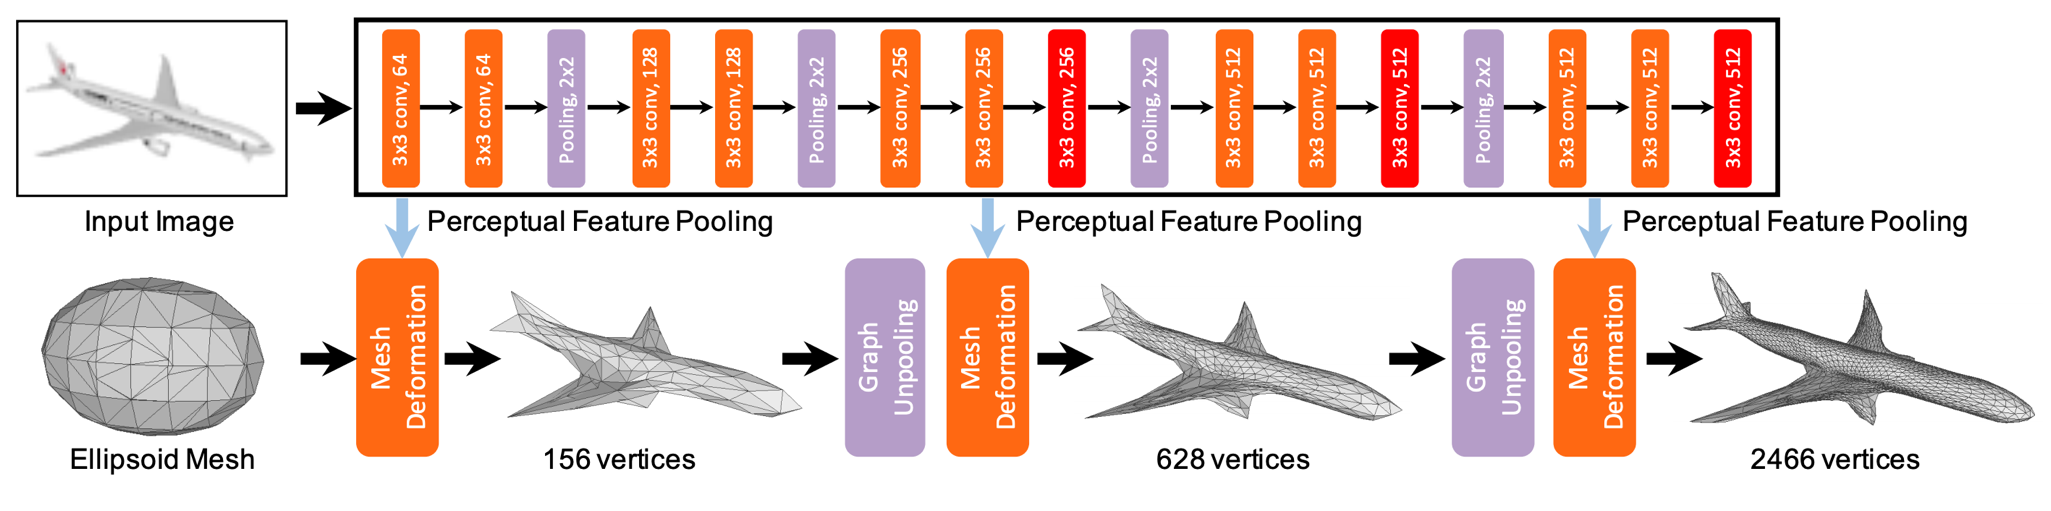 3x3 conv, 64
3x3 conv, 64
Pooling, 2x2
3x3 conv, 128
3x3 conv, 128
Pooling, 2x2
3x3 conv, 256
3x3 conv, 256
3x3 conv, 256
Pooling, 2x2
3x3 conv, 512
3x3 conv, 512
3x3 conv, 512
Pooling, 2x2
3x3 conv, 512
3x3 conv, 512
3x3 conv, 512
Input Image
Perceptual Feature Pooling
Perceptual Feature Pooling
Perceptual Feature Pooling
Mesh
Deformation
Graph
Unpooling
Mesh
Deformation
Graph
Unpooling
Mesh
Deformation
Ellipsoid Mesh
156 vertices
628 vertices
2466 vertices